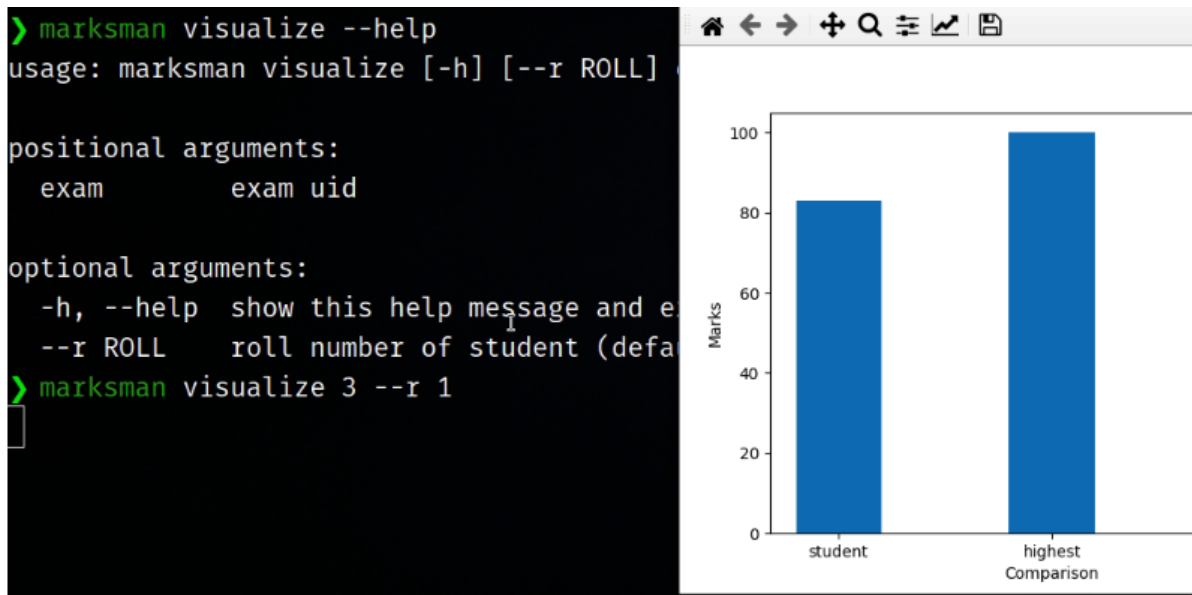 ❯ marksman visualize --help
usage: marksman visualize [-h] [--r ROLL]
positional arguments:
exam exam uid
optional arguments:
-h, --help show this help message and
--r ROLL roll number of student
❯ marksman visualize 3 --r 1
100
80
60
40
20
0
Marks
student highest
Comparison